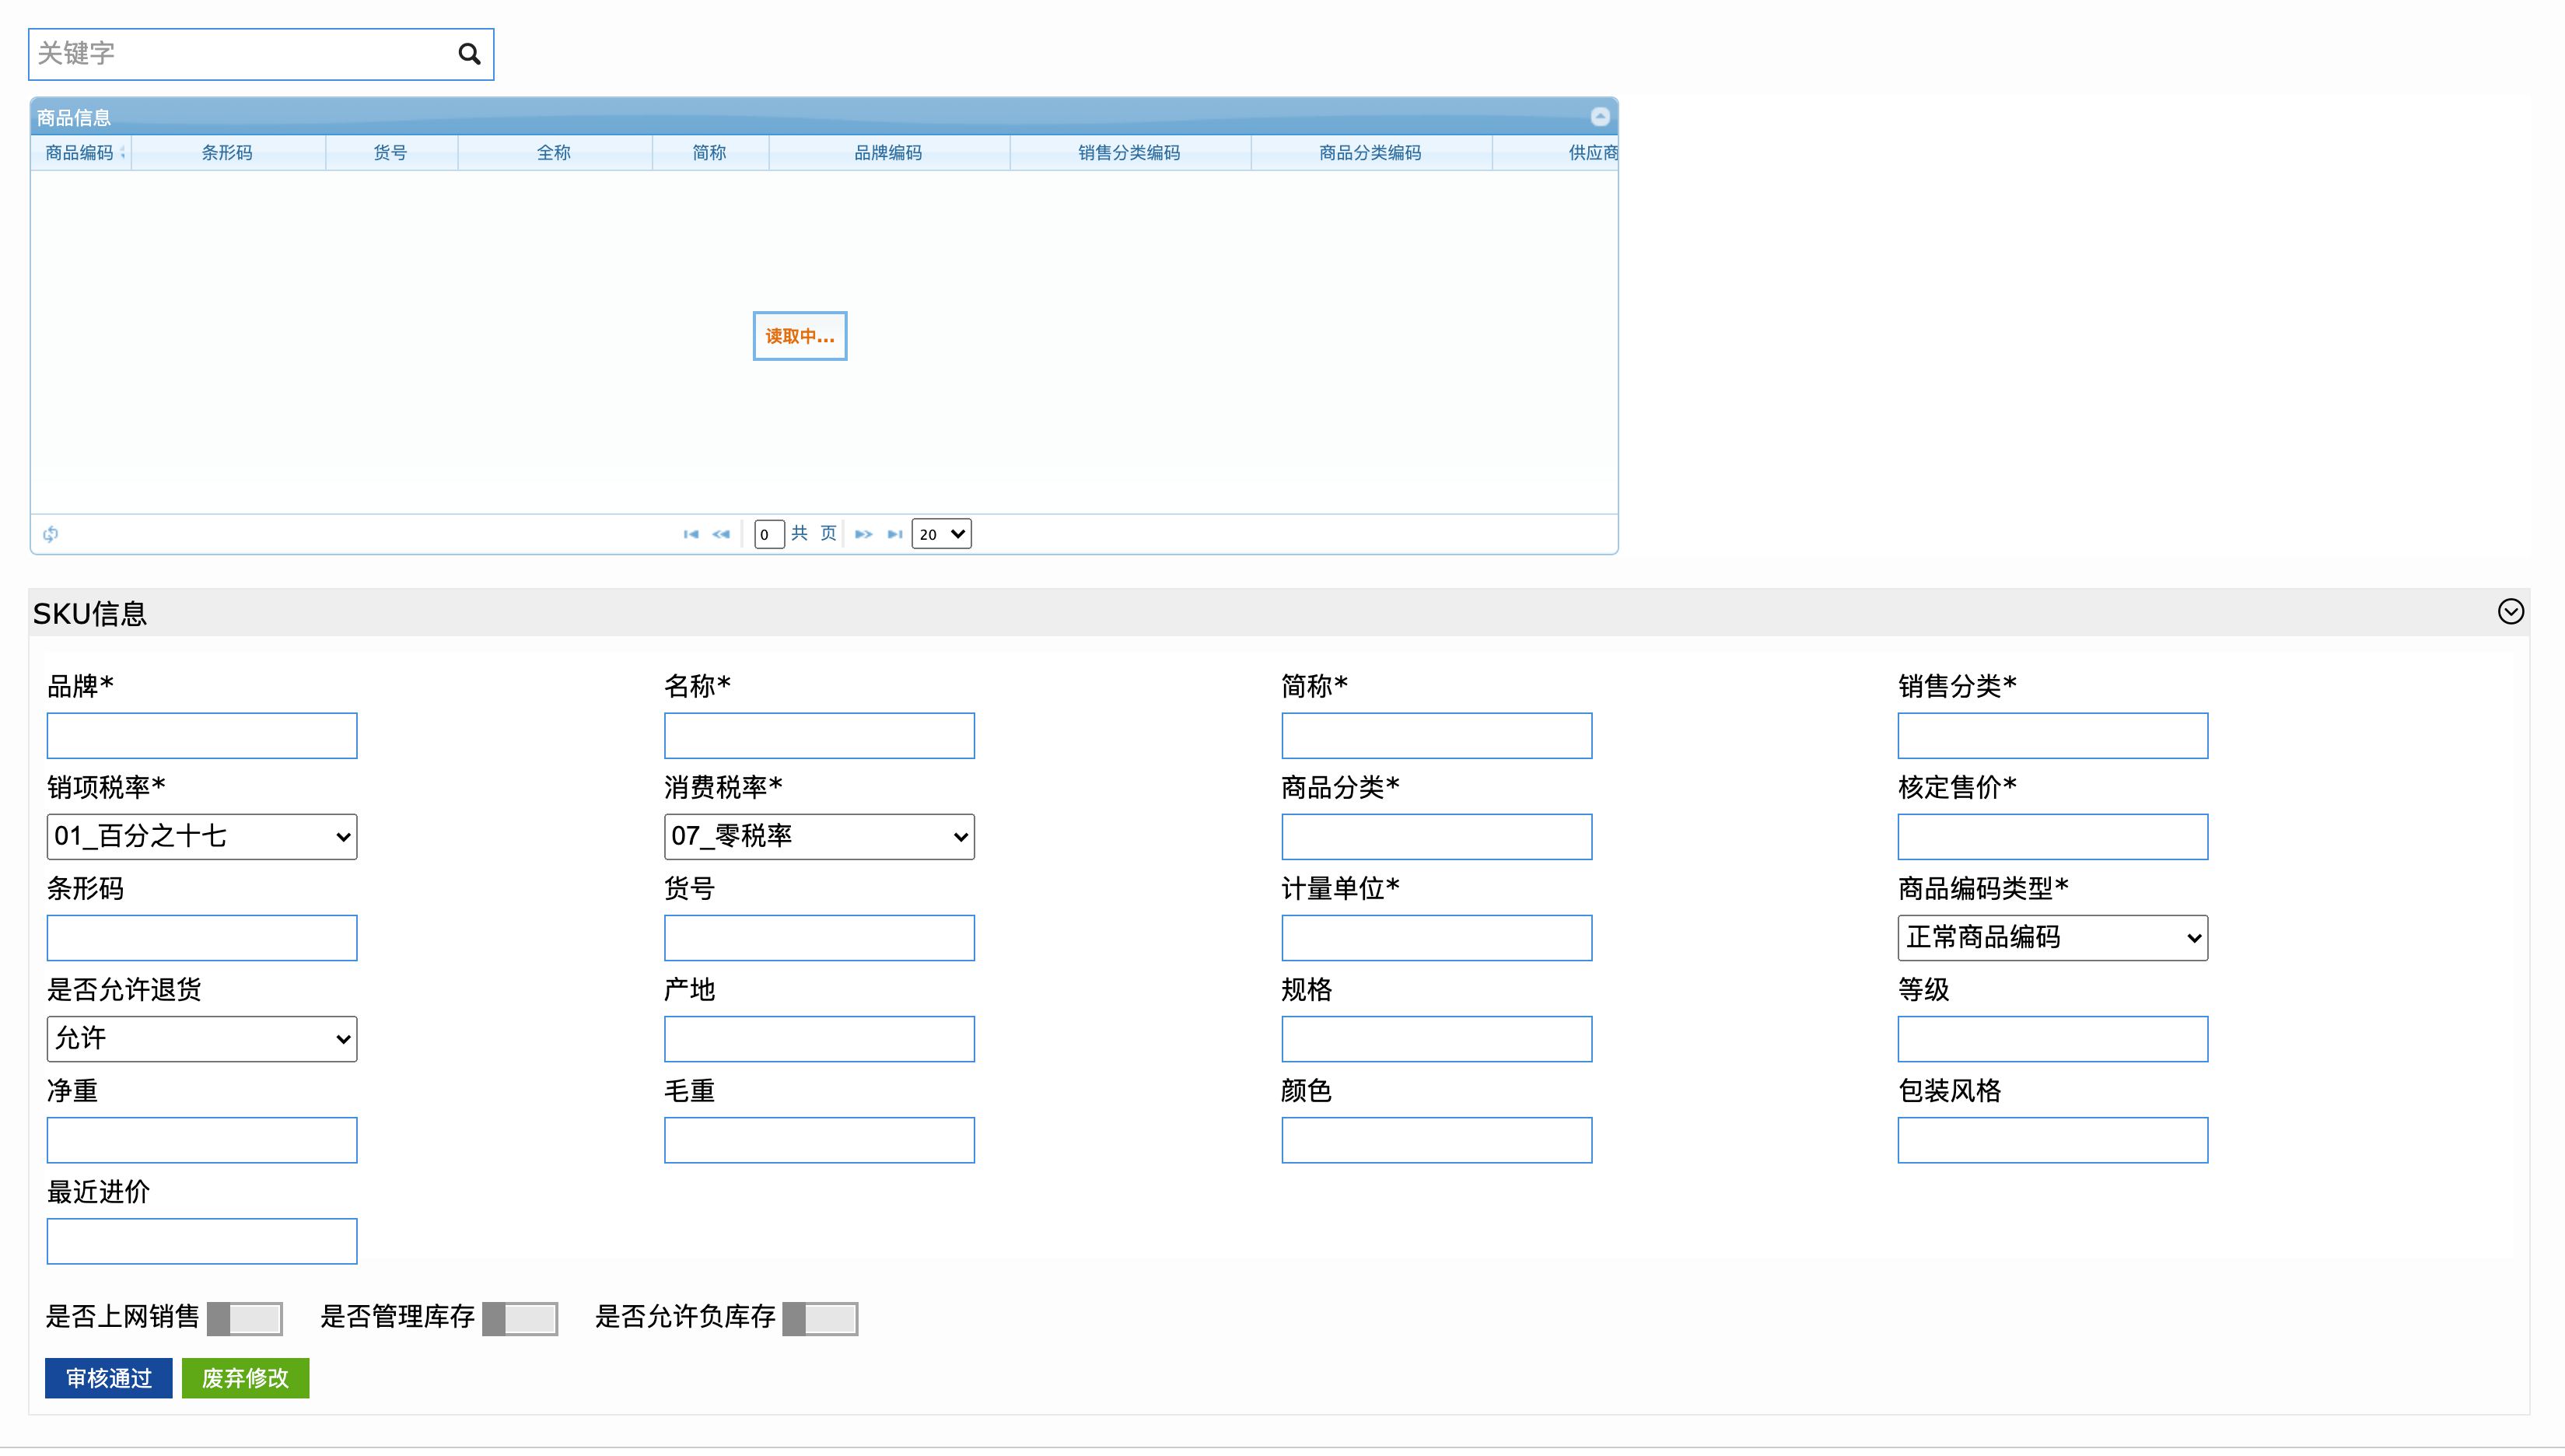 关键字
商品信息
商品编码 条形码 货号 全称 简称 品牌编码 销售分类编码 商品分类编码 供应商
读取中...
0 共 页 20
SKU信息
品牌* 名称* 简称* 销售分类*
销项税率* 消费税率* 商品分类* 核定售价*
01_百分之十七 07_零税率
条形码 货号 计量单位* 商品编码类型*
正常商品编码
是否允许退货 产地 规格 等级
允许
净重 毛重 颜色 包装风格
最近进价
是否上网销售 是否管理库存 是否允许负库存
审核通过 废弃修改